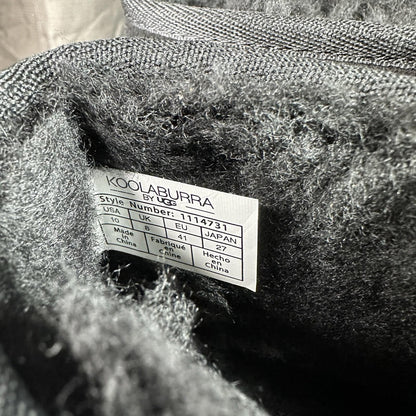 KOOLABURRA
BY UGG
Style Number: 1114731
USA UK EU JAPAN
10 8 41 27
Made in China Fabriqué en Chine Hecho en China